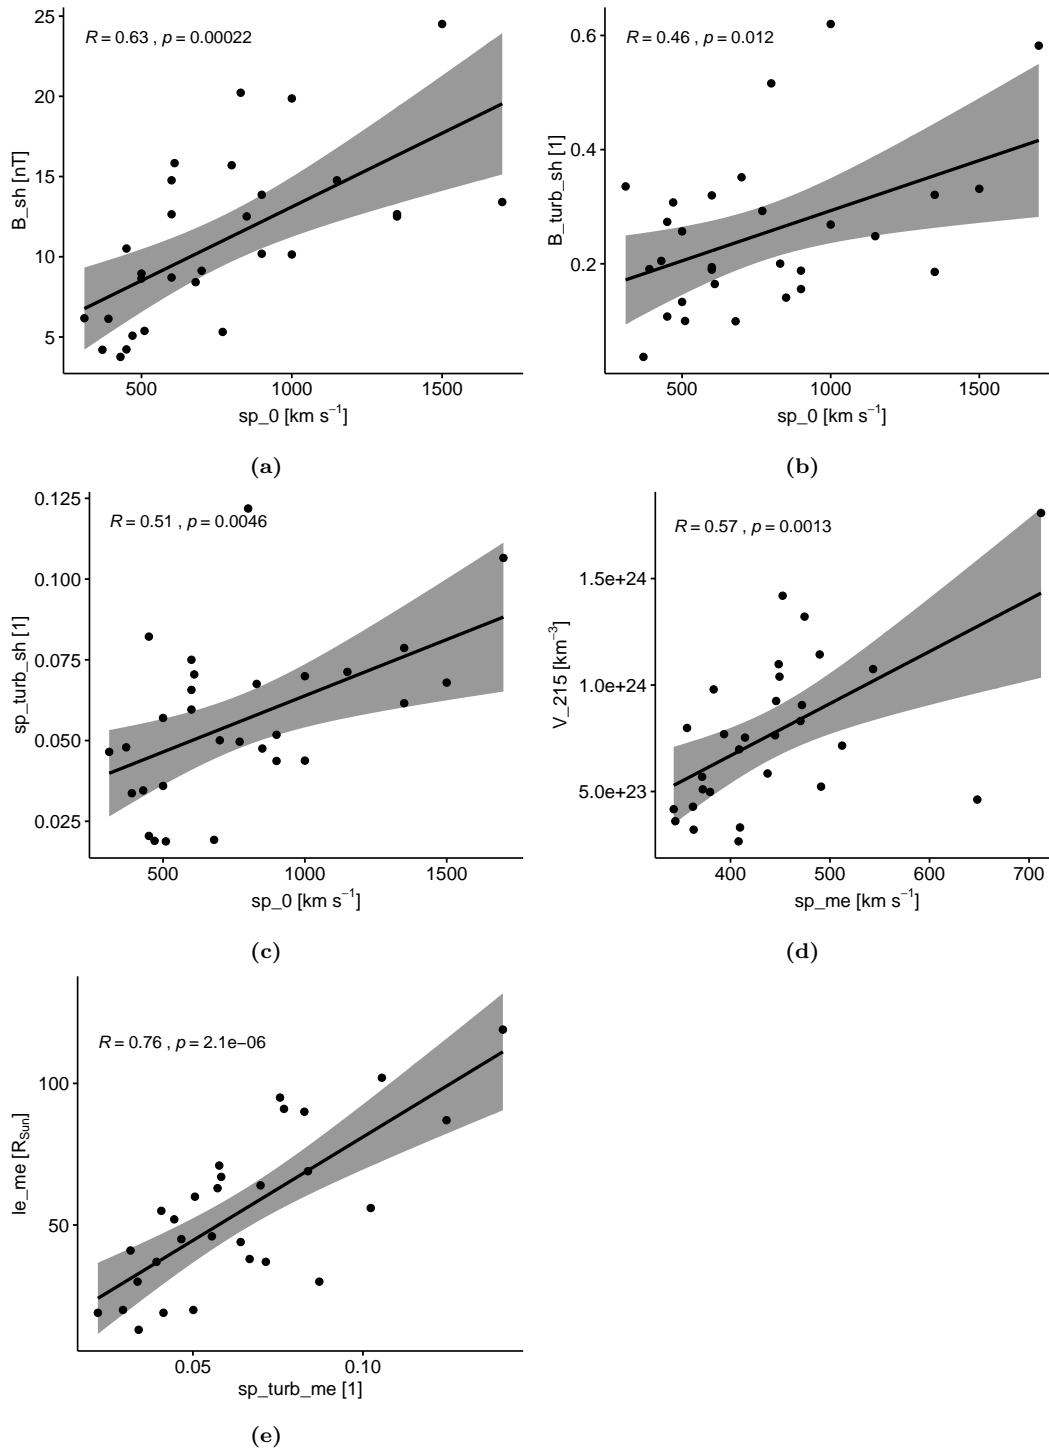 R = 0.63 , p = 0.00022
25
20
15
10
5
B_sh [nT]
500 1000 1500
sp_0 [km s⁻¹]
(a)
R = 0.46 , p = 0.012
0.6
0.4
0.2
B_turb_sh [1]
500 1000 1500
sp_0 [km s⁻¹]
(b)
R = 0.51 , p = 0.0046
0.125
0.100
0.075
0.050
0.025
sp_turb_sh [1]
500 1000 1500
sp_0 [km s⁻¹]
(c)
R = 0.57 , p = 0.0013
1.5e+24
1.0e+24
5.0e+23
V_215 [km⁻³]
400 500 600 700
sp_me [km s⁻¹]
(d)
R = 0.76 , p = 2.1e−06
100
50
le_me [R_Sun]
0.05 0.10
sp_turb_me [1]
(e)